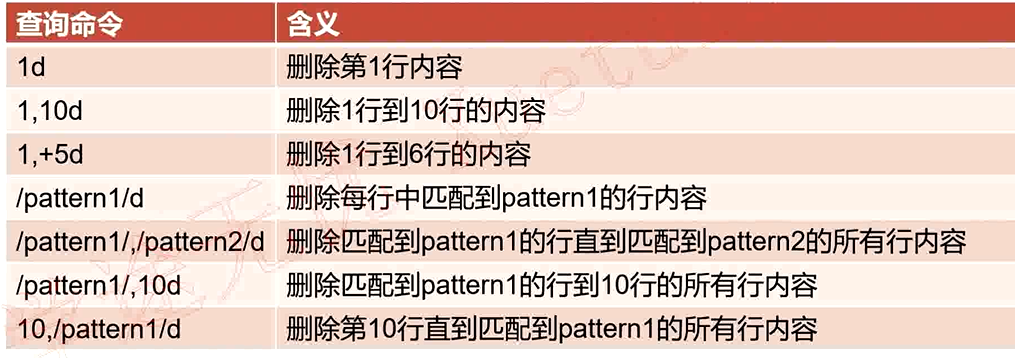 查询命令 含义
1d 删除第1行内容
1,10d 删除1行到10行的内容
1,+5d 删除1行到6行的内容
/pattern1/d 删除每行中匹配到pattern1的行内容
/pattern1/,/pattern2/d 删除匹配到pattern1的行直到匹配到pattern2的所有行内容
/pattern1/,10d 删除匹配到pattern1的行到10行的所有行内容
10,/pattern1/d 删除第10行直到匹配到pattern1的所有行内容